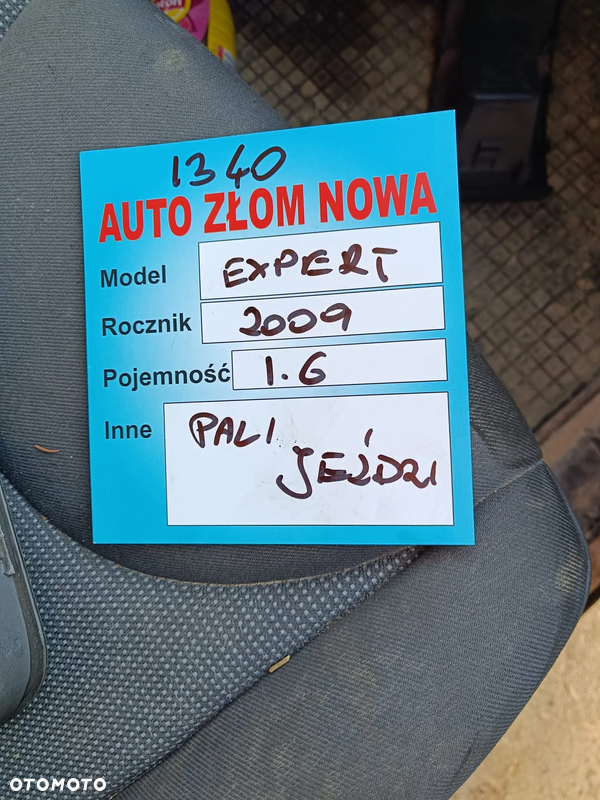 1340
AUTO ZŁOM NOWA
Model EXPERT
Rocznik 2009
Pojemność 1.6
Inne PALI
JEŹDZI
OTOMOTO